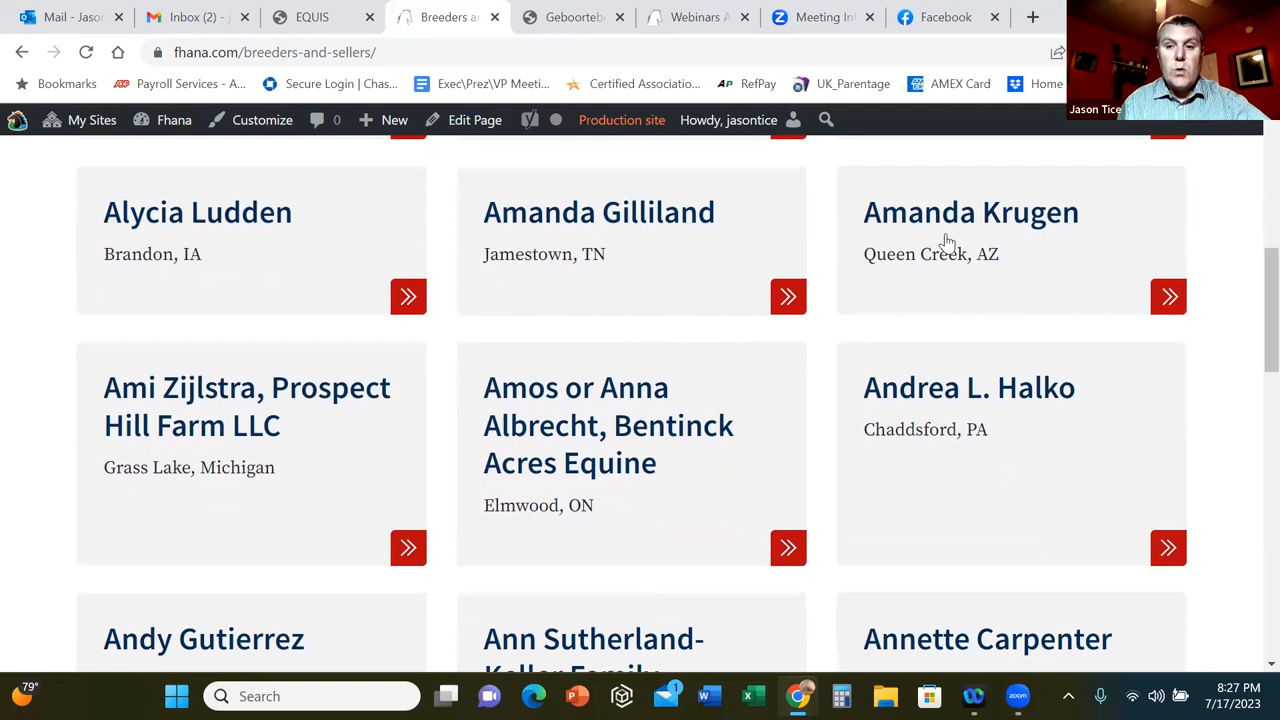 Mail - Jason
Inbox (2) - j
EQUIS
Breeders a
Geboortebe
Webinars A
Meeting In
Facebook
fhana.com/breeders-and-sellers/
Bookmarks
Payroll Services - A...
Secure Login | Chas...
Exec\Prez\VP Meeti...
Certified Associatio...
RefPay
UK_Parentage
AMEX Card
Home
Jason Tice
My Sites
Fhana
Customize
0
New
Edit Page
Production site
Howdy, jasontice
Alycia Ludden
Brandon, IA
Amanda Gilliland
Jamestown, TN
Amanda Krugen
Queen Creek, AZ
Ami Zijlstra, Prospect
Hill Farm LLC
Grass Lake, Michigan
Amos or Anna
Albrecht, Bentinck
Acres Equine
Elmwood, ON
Andrea L. Halko
Chaddsford, PA
Andy Gutierrez
Ann Sutherland-
Keller Family
Annette Carpenter
79°
Search
1
8:27 PM
7/17/2023